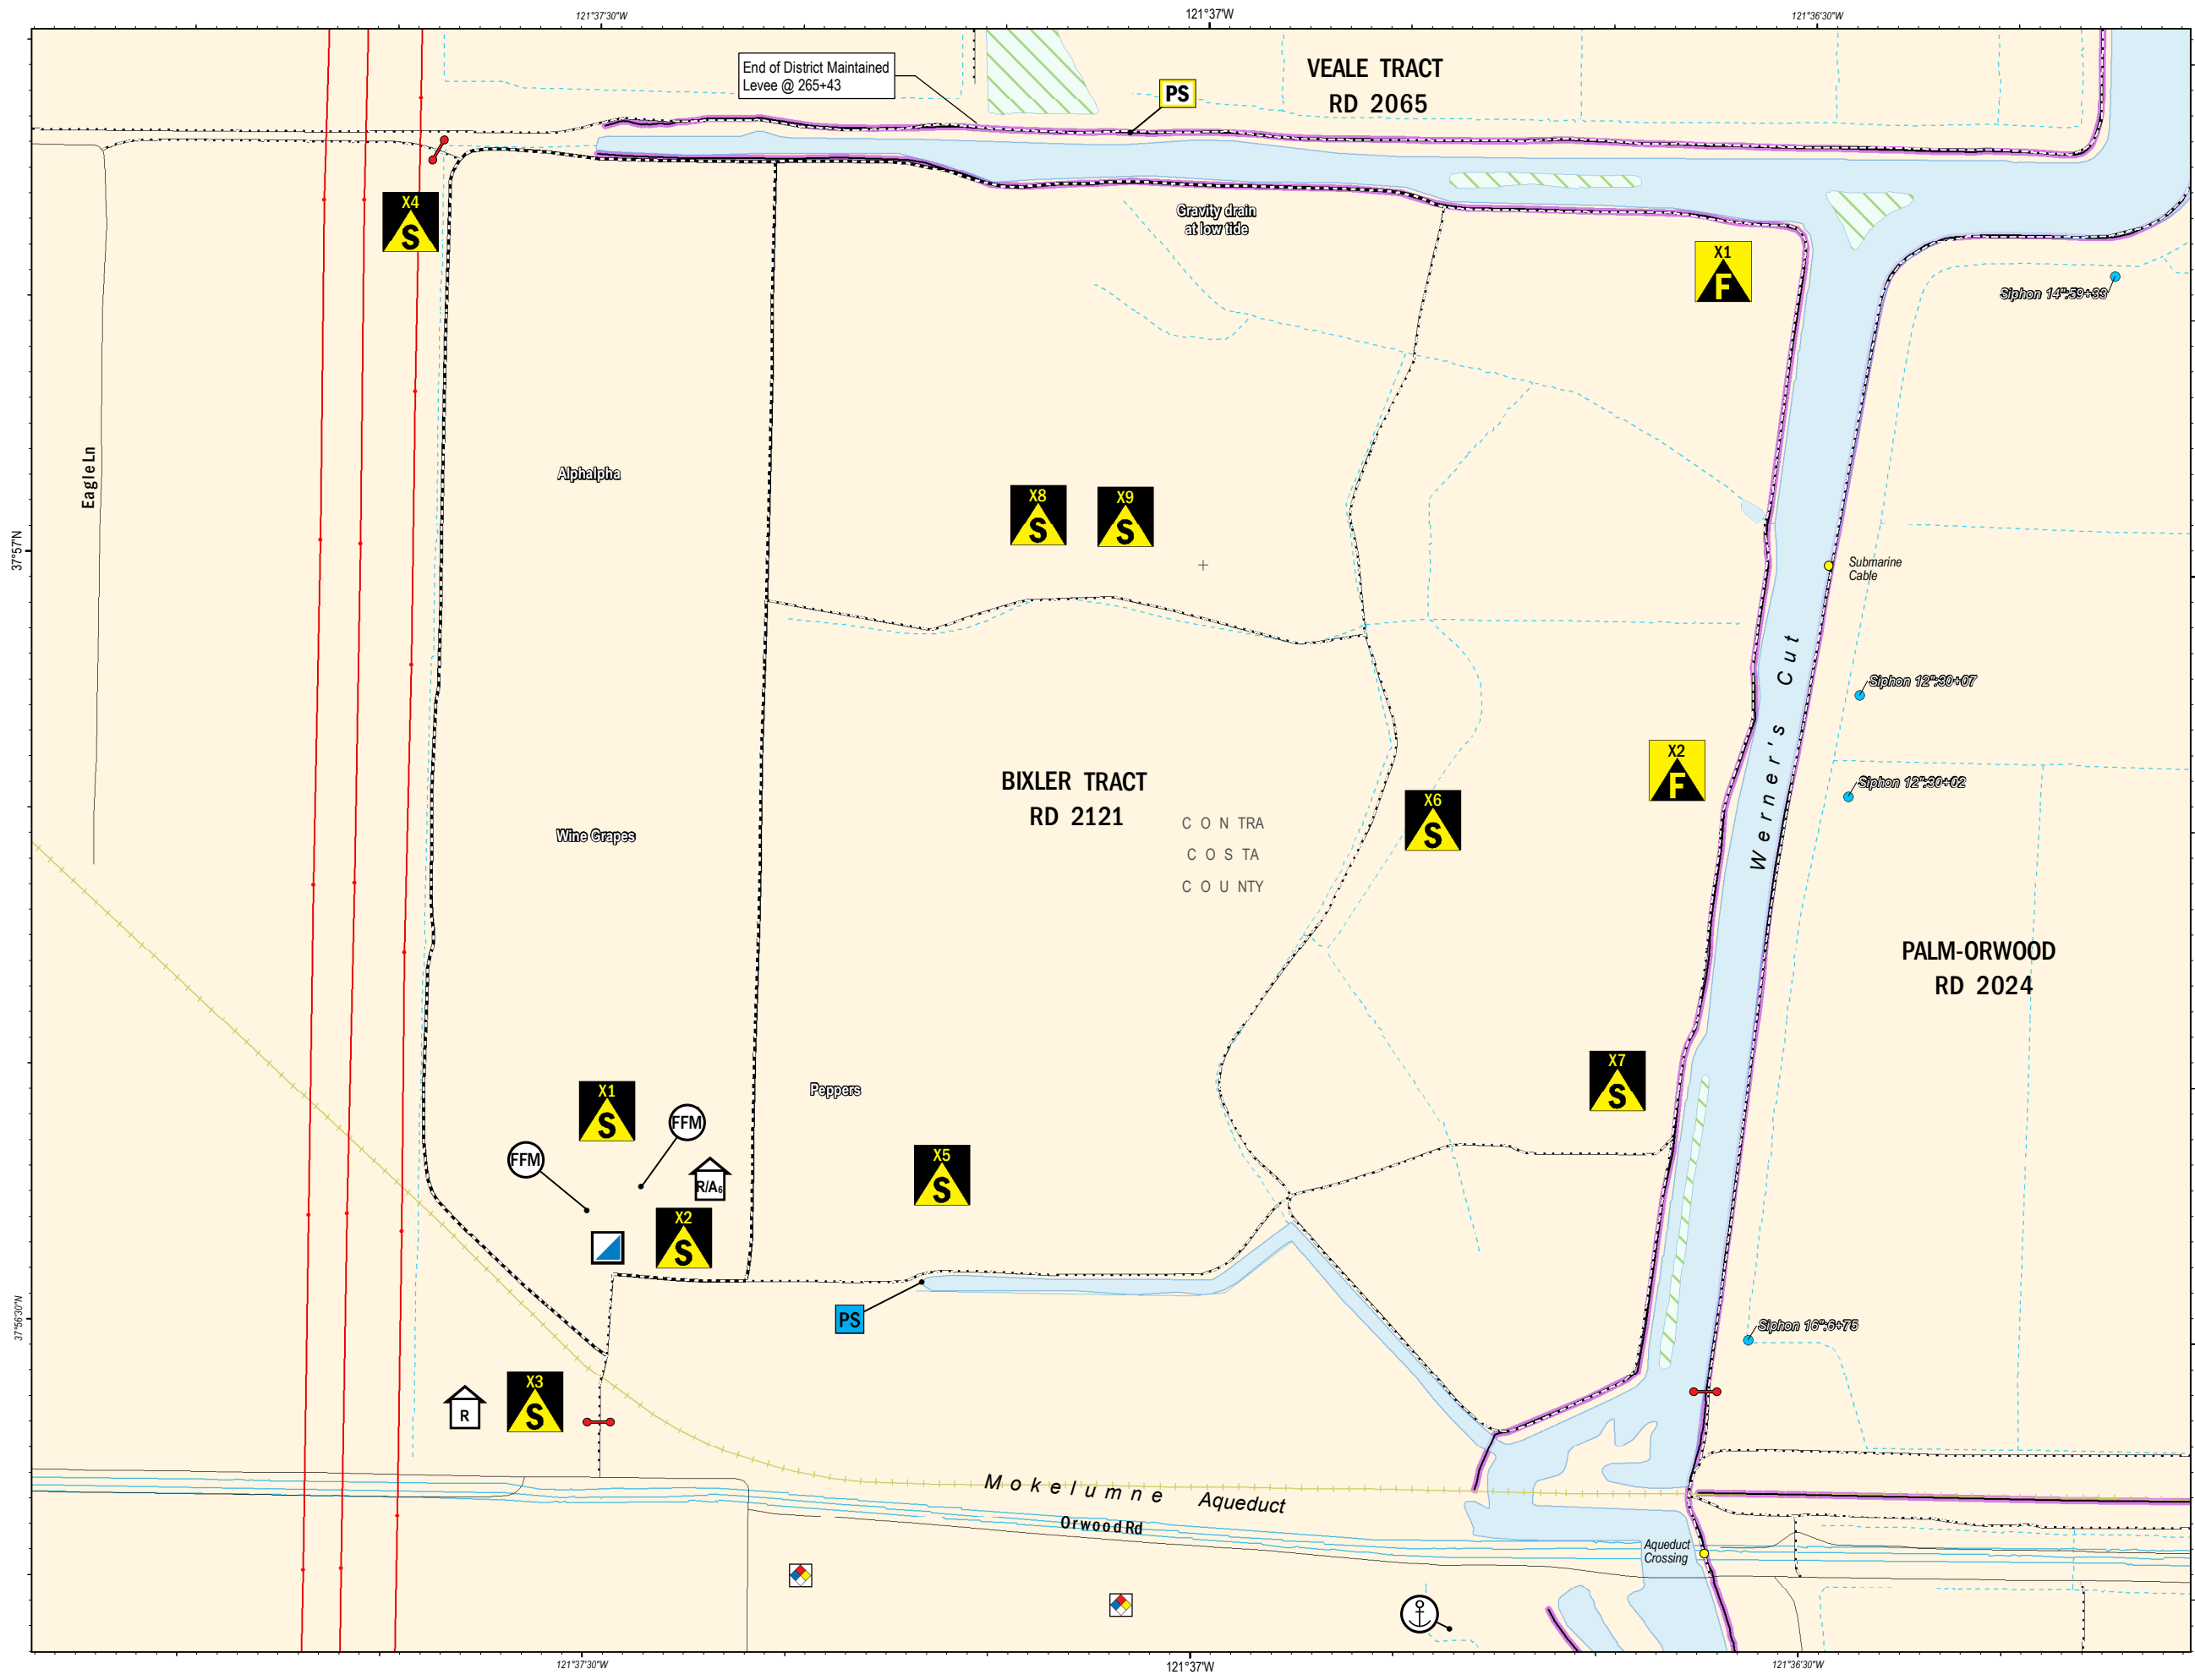 121°37'30"W
121°37'W
121°36'30"W
End of District Maintained
Levee @ 265+43
PS
VEALE TRACT
RD 2065
X4
S
Gravity drain
at low tide
X1
F
Siphon 14":59+33
Eagle Ln
Alphalpha
X8
S
X9
S
37°57'N
Submarine
Cable
Siphon 12":30+07
Werner's Cut
BIXLER TRACT
RD 2121
X2
F
Siphon 12":30+02
X6
S
CONTRA
COSTA
COUNTY
Wine Grapes
PALM-ORWOOD
RD 2024
X7
S
Peppers
X1
S
FFM
FFM
R/A6
X5
S
X2
S
PS
37°56'30"N
Siphon 16":6+75
X3
S
R
Mokelumne Aqueduct
Orwood Rd
Aqueduct
Crossing
121°37'30"W
121°37'W
121°36'30"W